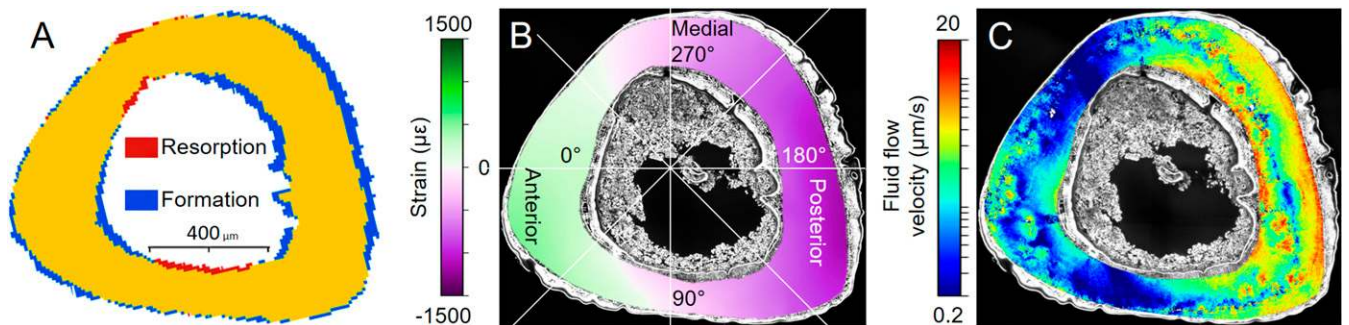 A
Resorption
Formation
400 µm
1500
Strain (µε)
0
-1500
B
Medial
270°
0°
180°
Anterior
Posterior
90°
20
Fluid flow
velocity (µm/s)
0.2
C